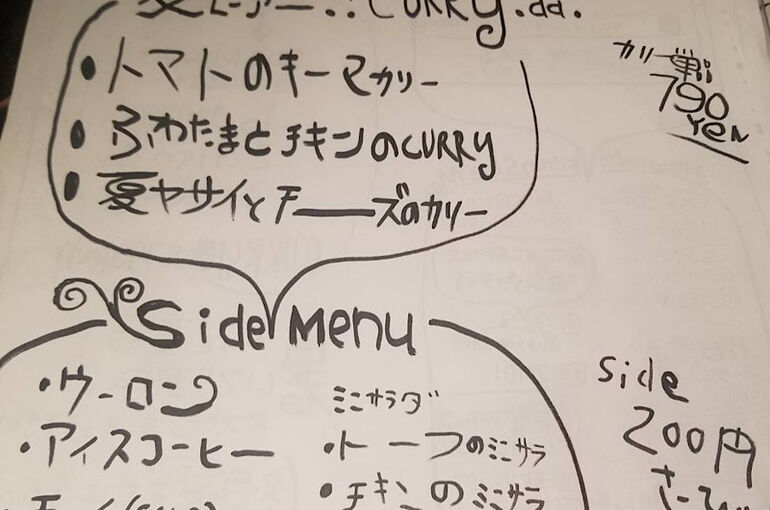 CURRY.dd.
・トマトのキーマカリー
・ふわたまとチキンのCURRY
・夏ヤサイとチーーズのカリー
カリー単品
790
Yen
Side Menu
・ウーロン
・アイスコーヒー
ミニサラダ
・トーフのミニサラ
・チキンのミニサラ
Side
200円